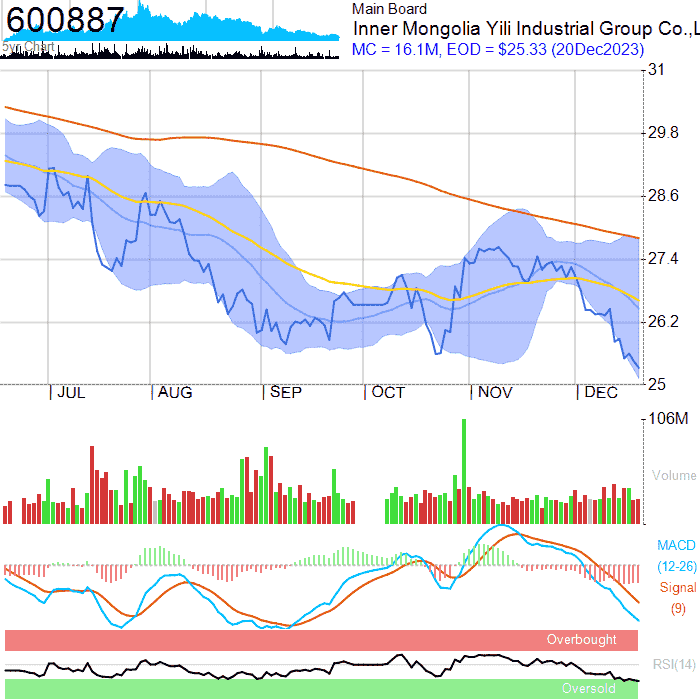 600887
5yr Chart
Main Board
Inner Mongolia Yili Industrial Group Co.,L
MC = 16.1M, EOD = $25.33 (20Dec2023)
31
29.8
28.6
27.4
26.2
25
JUL AUG SEP OCT NOV DEC
106M
Volume
MACD
(12-26)
Signal
(9)
Overbought
RSI(14)
Oversold